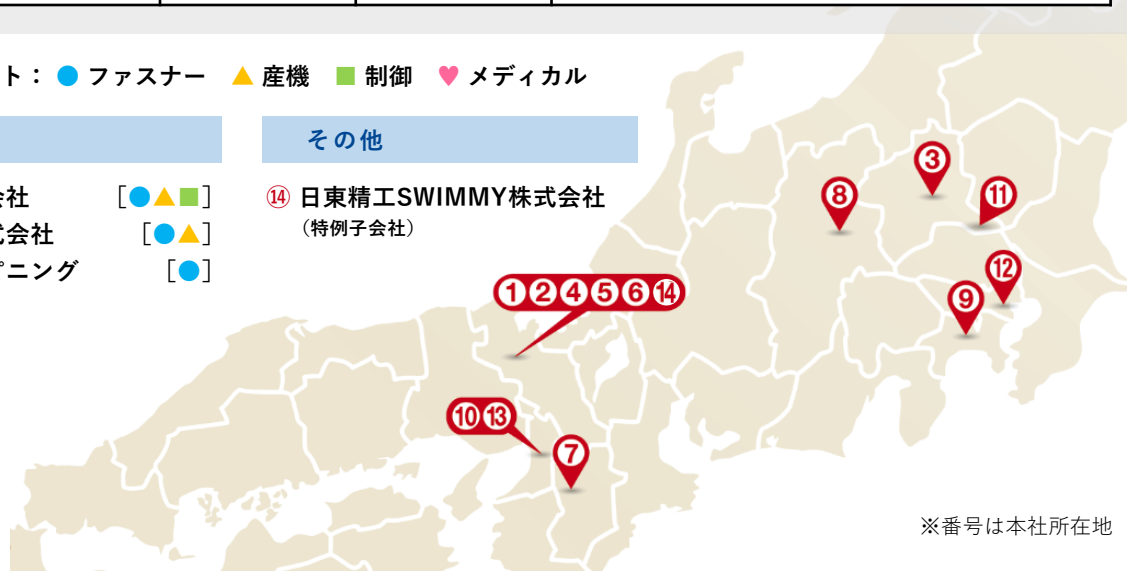 ト： ● ファスナー ▲ 産機 ■ 制御 ♥ メディカル
その他
会社 [●▲■]
式会社 [●▲]
プニング [●]
⑭ 日東精工SWIMMY株式会社
（特例子会社）
③
⑧
⑪
⑫
⑨
①②④⑤⑥⑭
⑩⑬
⑦
※番号は本社所在地